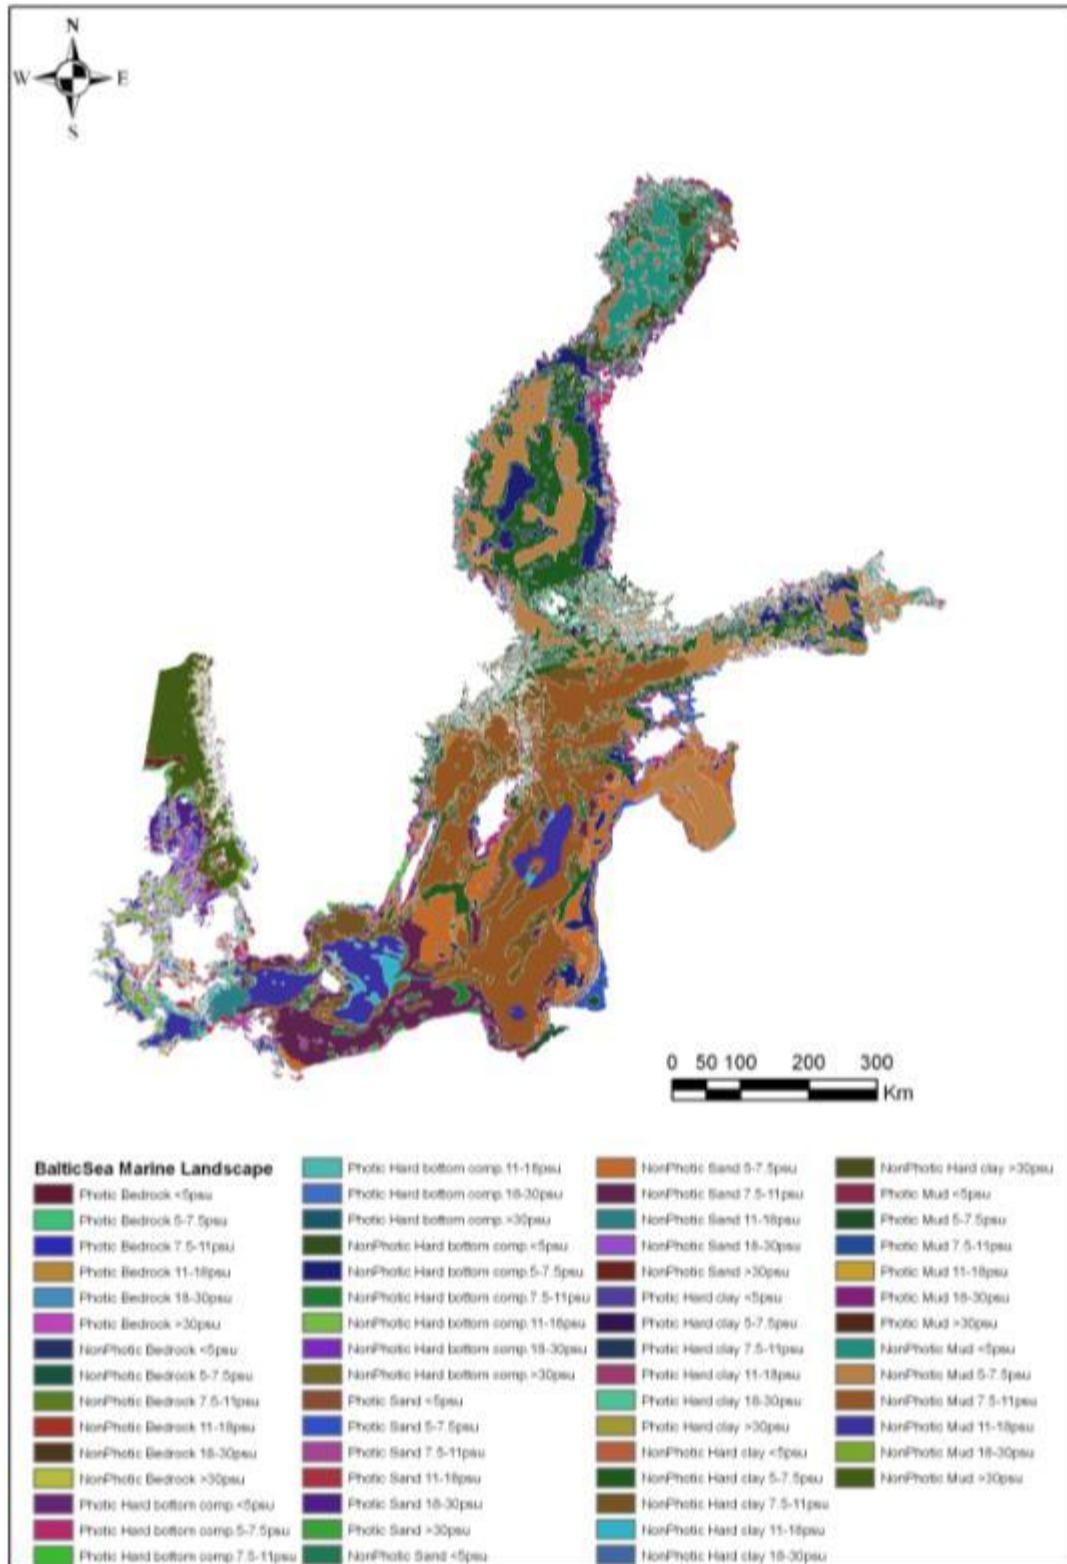 N
W E
S
0 50 100 200 300
Km
BalticSea Marine Landscape
Photic Bedrock <5psu
Photic Bedrock 5-7.5psu
Photic Bedrock 7.5-11psu
Photic Bedrock 11-18psu
Photic Bedrock 18-30psu
Photic Bedrock >30psu
NonPhotic Bedrock <5psu
NonPhotic Bedrock 5-7.5psu
NonPhotic Bedrock 7.5-11psu
NonPhotic Bedrock 11-18psu
NonPhotic Bedrock 18-30psu
NonPhotic Bedrock >30psu
Photic Hard bottom comp.<5psu
Photic Hard bottom comp.5-7.5psu
Photic Hard bottom comp.7.5-11psu
Photic Hard bottom comp.11-18psu
Photic Hard bottom comp.18-30psu
Photic Hard bottom comp.>30psu
NonPhotic Hard bottom comp.<5psu
NonPhotic Hard bottom comp.5-7.5psu
NonPhotic Hard bottom comp.7.5-11psu
NonPhotic Hard bottom comp.11-18psu
NonPhotic Hard bottom comp.18-30psu
NonPhotic Hard bottom comp.>30psu
Photic Sand <5psu
Photic Sand 5-7.5psu
Photic Sand 7.5-11psu
Photic Sand 11-18psu
Photic Sand 18-30psu
Photic Sand >30psu
NonPhotic Sand <5psu
NonPhotic Sand 5-7.5psu
NonPhotic Sand 7.5-11psu
NonPhotic Sand 11-18psu
NonPhotic Sand 18-30psu
NonPhotic Sand >30psu
Photic Hard clay <5psu
Photic Hard clay 5-7.5psu
Photic Hard clay 7.5-11psu
Photic Hard clay 11-18psu
Photic Hard clay 18-30psu
Photic Hard clay >30psu
NonPhotic Hard clay <5psu
NonPhotic Hard clay 5-7.5psu
NonPhotic Hard clay 7.5-11psu
NonPhotic Hard clay 11-18psu
NonPhotic Hard clay 18-30psu
NonPhotic Hard clay >30psu
Photic Mud <5psu
Photic Mud 5-7.5psu
Photic Mud 7.5-11psu
Photic Mud 11-18psu
Photic Mud 18-30psu
Photic Mud >30psu
NonPhotic Mud <5psu
NonPhotic Mud 5-7.5psu
NonPhotic Mud 7.5-11psu
NonPhotic Mud 11-18psu
NonPhotic Mud 18-30psu
NonPhotic Mud >30psu